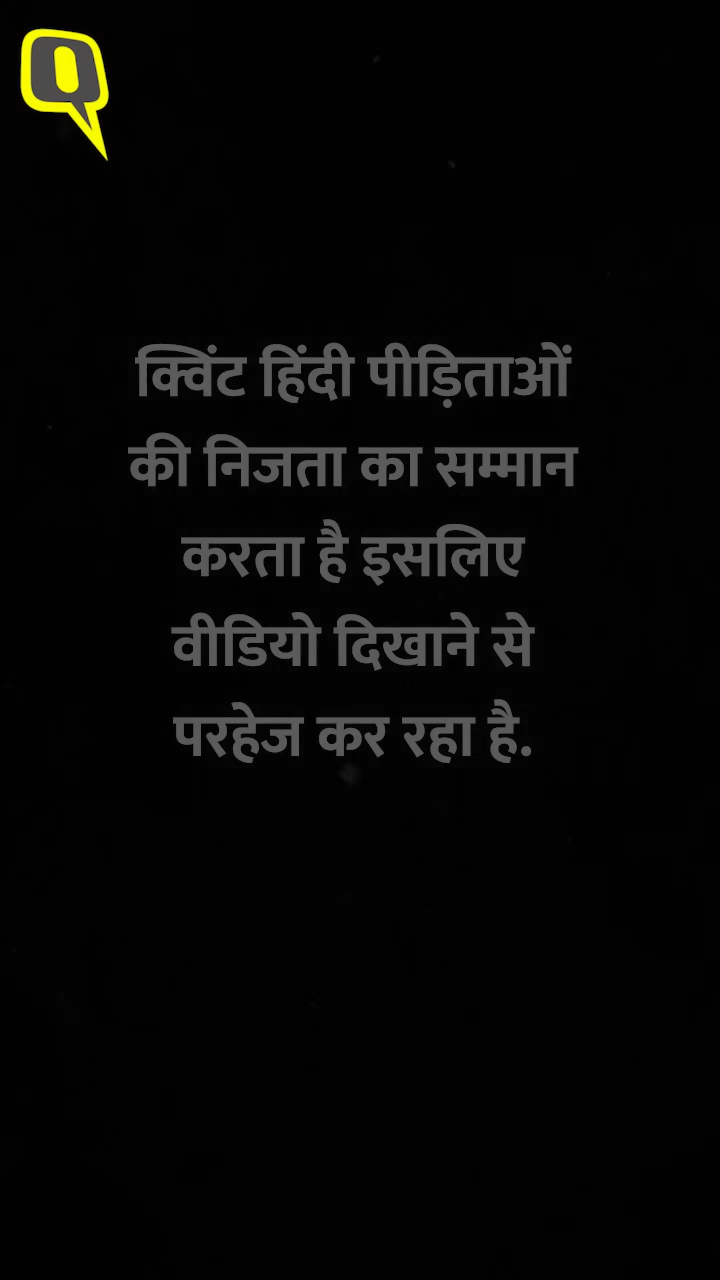 क्विंट हिंदी पीड़िताओं
की निजता का सम्मान
करता है इसलिए
वीडियो दिखाने से
परहेज कर रहा है.